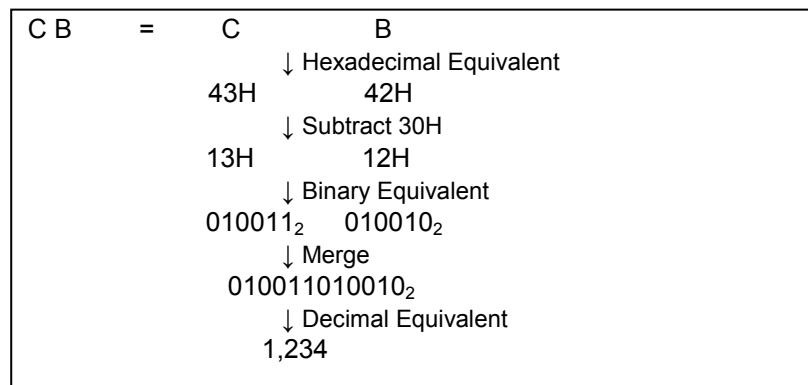 C B = C B
↓ Hexadecimal Equivalent
43H 42H
↓ Subtract 30H
13H 12H
↓ Binary Equivalent
010011₂ 010010₂
↓ Merge
010011010010₂
↓ Decimal Equivalent
1,234